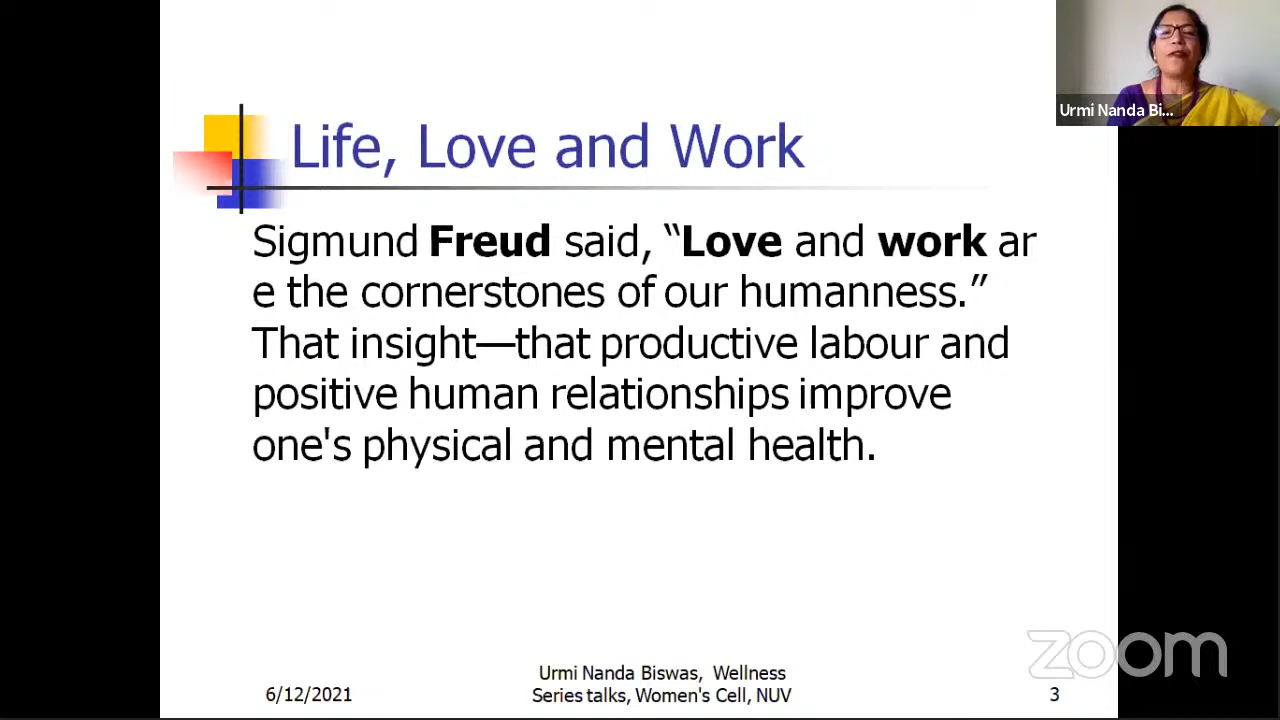 Urmi Nanda Bi...
Life, Love and Work
Sigmund Freud said, “Love and work ar
e the cornerstones of our humanness.”
That insight—that productive labour and
positive human relationships improve
one's physical and mental health.
zoom
Urmi Nanda Biswas, Wellness
6/12/2021 Series talks, Women's Cell, NUV 3